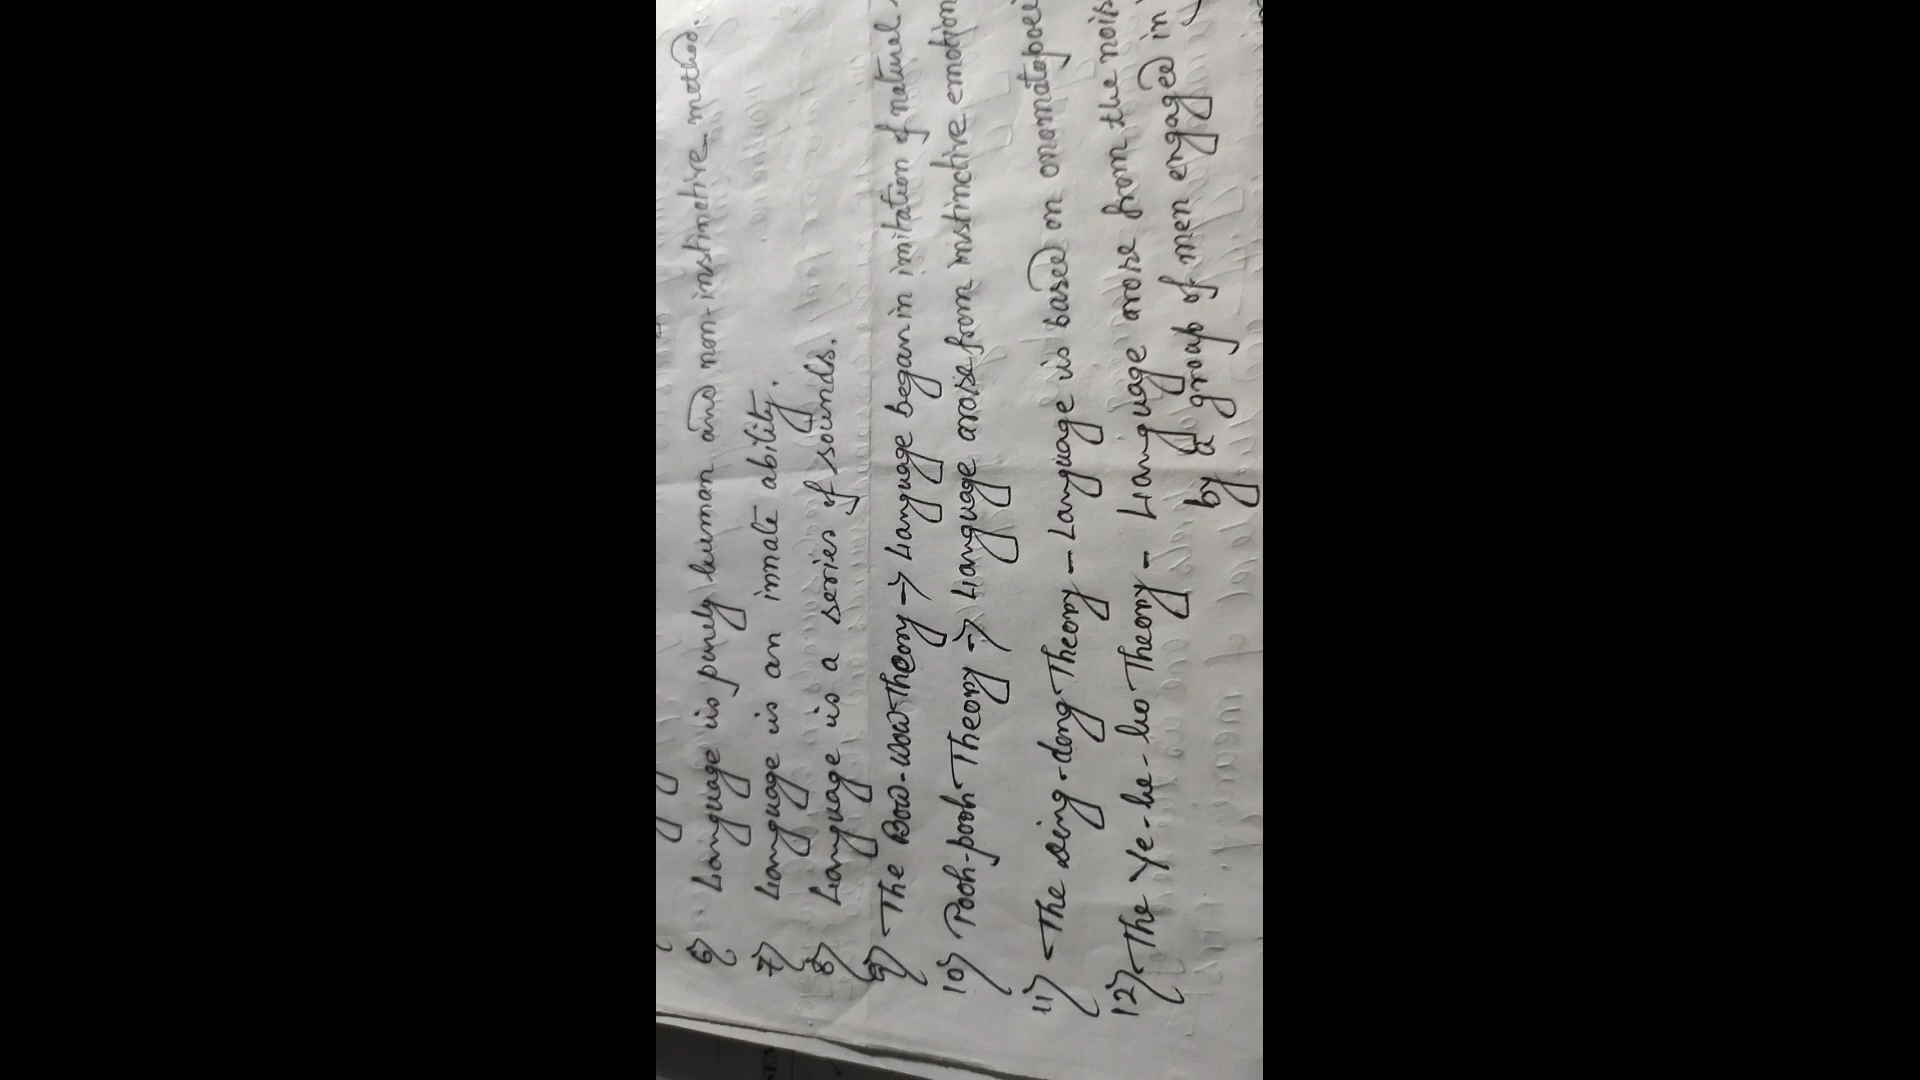 6) Language is purely human and non-instinctive method.
7) Language is an innate ability.
8) Language is a series of sounds.
9) The Bow-wow Theory → Language began in imitation of natural
10) Pooh-pooh Theory → Language arose from instinctive emotion
11) The Ding-dong Theory - Language is based on onomatopoei
12) The Ye-he-ho Theory - Language arose from the nois
by a group of men engaged in